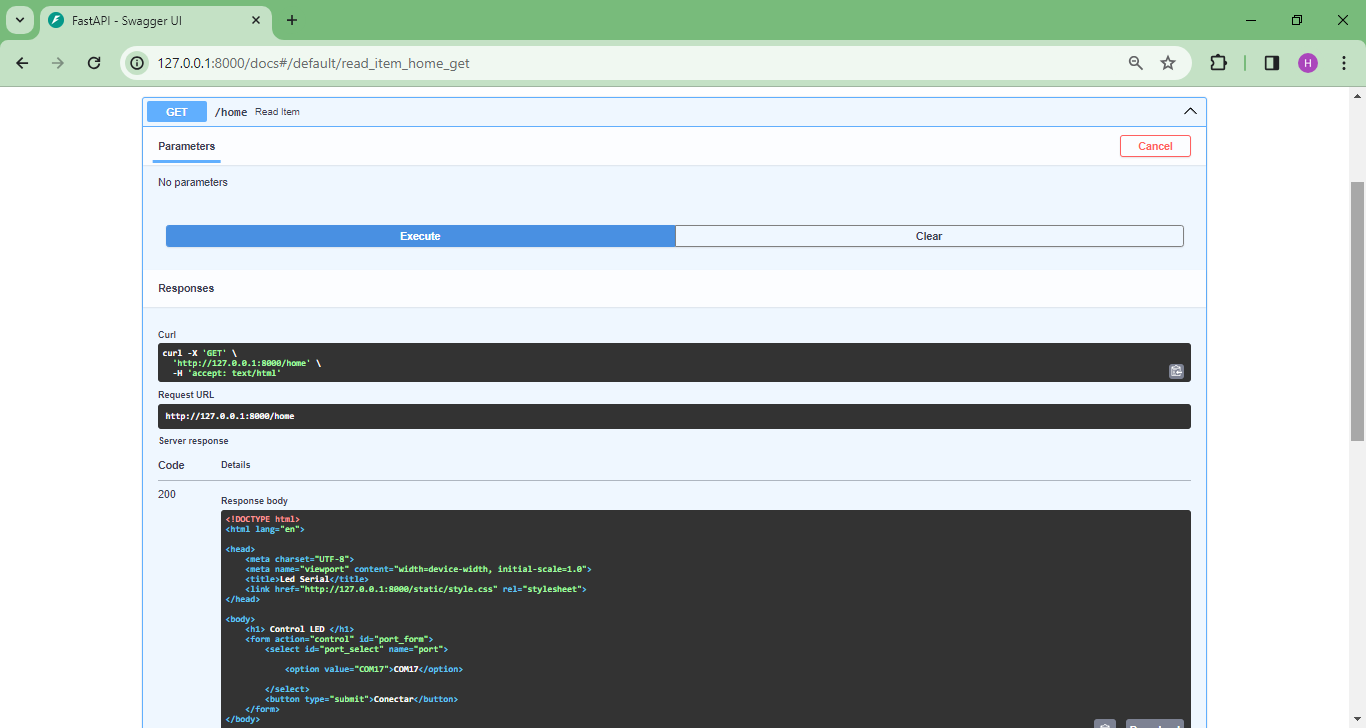 FastAPI - Swagger UI
127.0.0.1:8000/docs#/default/read_item_home_get
H
GET /home Read Item
Parameters
Cancel
No parameters
Execute
Clear
Responses
Curl
curl -X 'GET' \
'http://127.0.0.1:8000/home' \
-H 'accept: text/html'
Request URL
http://127.0.0.1:8000/home
Server response
Code Details
200
Response body
<!DOCTYPE html>
<html lang="en">
<head>
<meta charset="UTF-8">
<meta name="viewport" content="width=device-width, initial-scale=1.0">
<title>Led Serial</title>
<link href="http://127.0.0.1:8000/static/style.css" rel="stylesheet">
</head>
<body>
<h1> Control LED </h1>
<form action="control" id="port_form">
<select id="port_select" name="port">
<option value="COM17">COM17</option>
</select>
<button type="submit">Conectar</button>
</form>
</body>